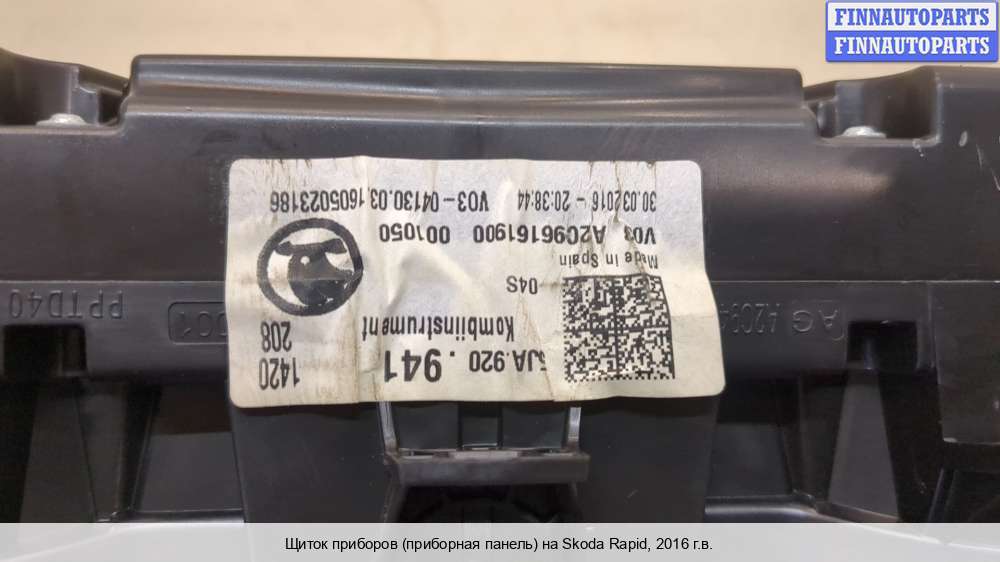 FINNAUTOPARTS
FINNAUTOPARTS
5JA.920.941
1420
208
Kombiinstrument
04S
Made in Spain
V03 A2C96161900 001050
30.03.2016 - 20:38:44 V03-04130.03.1605023186
PPTD40
Щиток приборов (приборная панель) на Skoda Rapid, 2016 г.в.